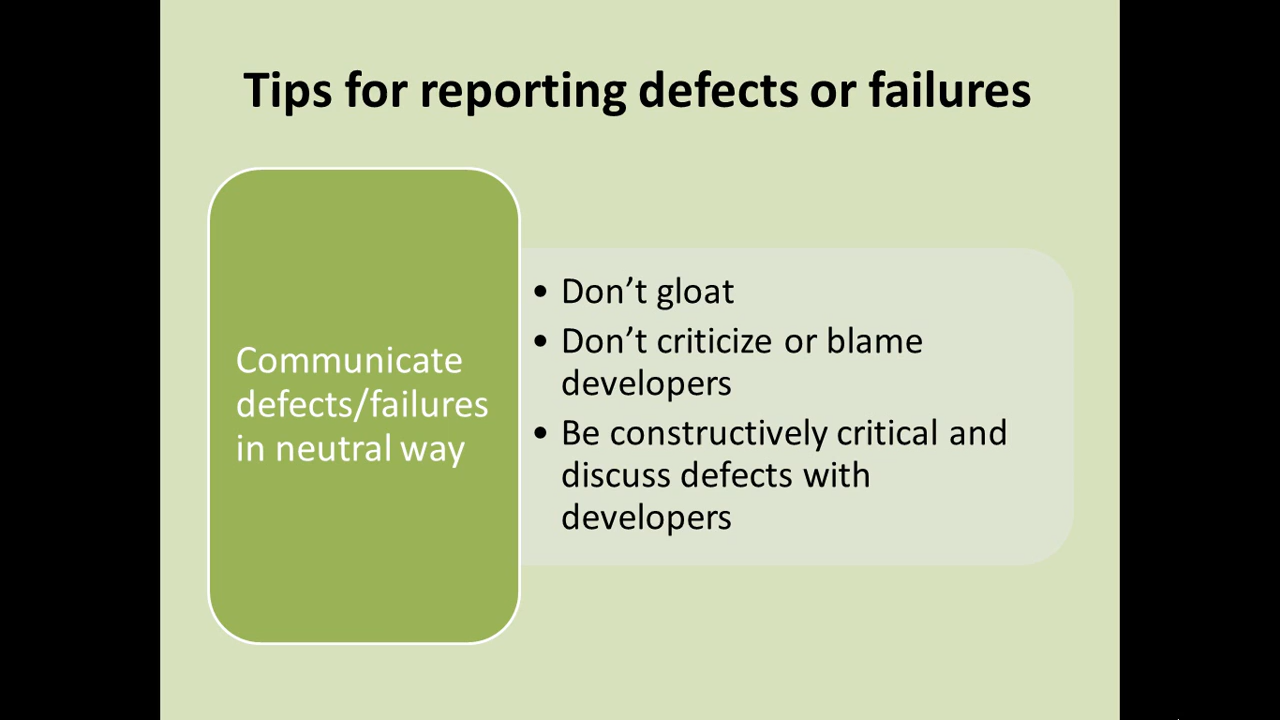 Tips for reporting defects or failures
Communicate
defects/failures
in neutral way
• Don’t gloat
• Don’t criticize or blame
developers
• Be constructively critical and
discuss defects with
developers